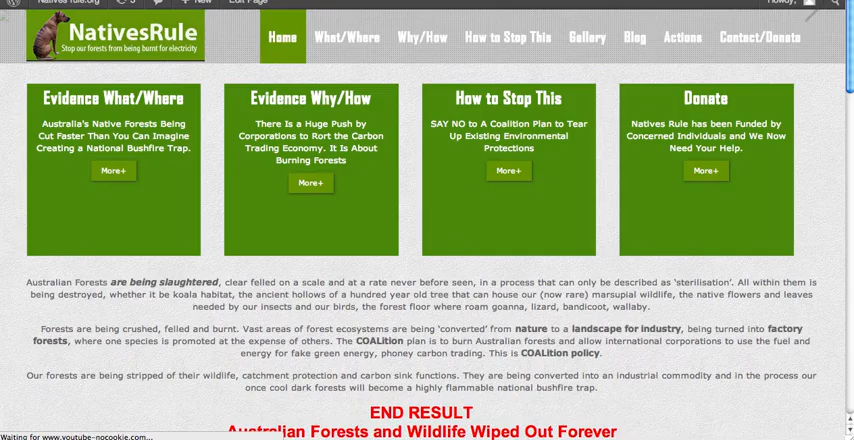 Natives rule.org 3 + New Edit Page Howdy,
NativesRule
Stop our forests from being burnt for electricity
Home What/Where Why/How How to Stop This Gallery Blog Actions Contact/Donate
Evidence What/Where
Australia's Native Forests Being
Cut Faster Than You Can Imagine
Creating a National Bushfire Trap.
More+
Evidence Why/How
There Is a Huge Push by
Corporations to Rort the Carbon
Trading Economy. It Is About
Burning Forests
More+
How to Stop This
SAY NO to A Coalition Plan to Tear
Up Existing Environmental
Protections
More+
Donate
Natives Rule has been Funded by
Concerned Individuals and We Now
Need Your Help.
More+
Australian Forests are being slaughtered, clear felled on a scale and at a rate never before seen, in a process that can only be described as ‘sterilisation’. All within them is
being destroyed, whether it be koala habitat, the ancient hollows of a hundred year old tree that can house our (now rare) marsupial wildlife, the native flowers and leaves
needed by our insects and our birds, the forest floor where roam goanna, lizard, bandicoot, wallaby.
Forests are being crushed, felled and burnt. Vast areas of forest ecosystems are being ‘converted’ from nature to a landscape for industry, being turned into factory
forests, where one species is promoted at the expense of others. The COALition plan is to burn Australian forests and allow international corporations to use the fuel and
energy for fake green energy, phoney carbon trading. This is COALition policy.
Our forests are being stripped of their wildlife, catchment protection and carbon sink functions. They are being converted into an industrial commodity and in the process our
once cool dark forests will become a highly flammable national bushfire trap.
END RESULT
Australian Forests and Wildlife Wiped Out Forever
Waiting for www.youtube-nocookie.com...